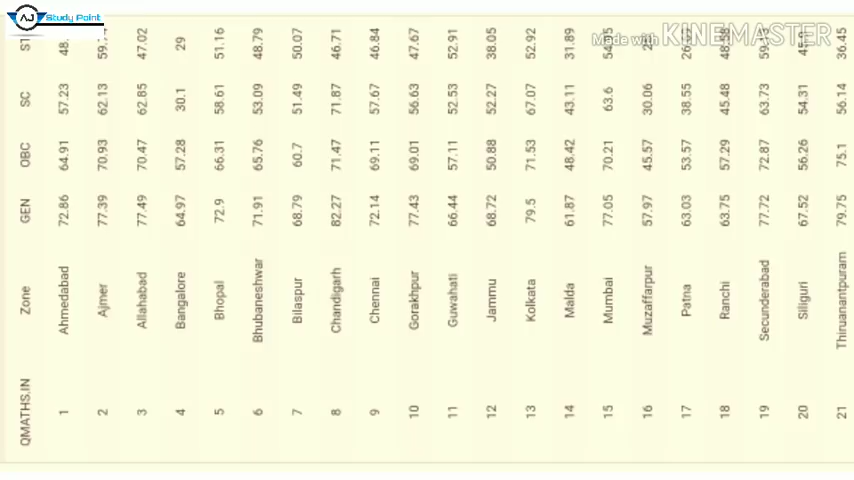 AJ Study Point
Made with KINEMASTER
QMATHS.IN Zone GEN OBC SC
1 Ahmedabad 72.86 64.91 57.23
2 Ajmer 77.39 70.93 62.13
3 Allahabad 77.49 70.47 62.85 47.02
4 Bangalore 64.97 57.28 30.1 29
5 Bhopal 72.9 66.31 58.61 51.16
6 Bhubaneshwar 71.91 65.76 53.09 48.79
7 Bilaspur 68.79 60.7 51.49 50.07
8 Chandigarh 82.27 71.47 71.87 46.71
9 Chennai 72.14 69.11 57.67 46.84
10 Gorakhpur 77.43 69.01 56.63 47.67
11 Guwahati 66.44 57.11 52.53 52.91
12 Jammu 68.72 50.88 52.27 38.05
13 Kolkata 79.5 71.53 67.07 52.92
14 Malda 61.87 48.42 43.11 31.89
15 Mumbai 77.05 70.21 63.6
16 Muzaffarpur 57.97 45.57 30.06
17 Patna 63.03 53.57 38.55
18 Ranchi 63.75 57.29 45.48
19 Secunderabad 77.72 72.87 63.73
20 Siliguri 67.52 56.26 54.31
21 Thiruanantpuram 79.75 75.1 56.14 36.45